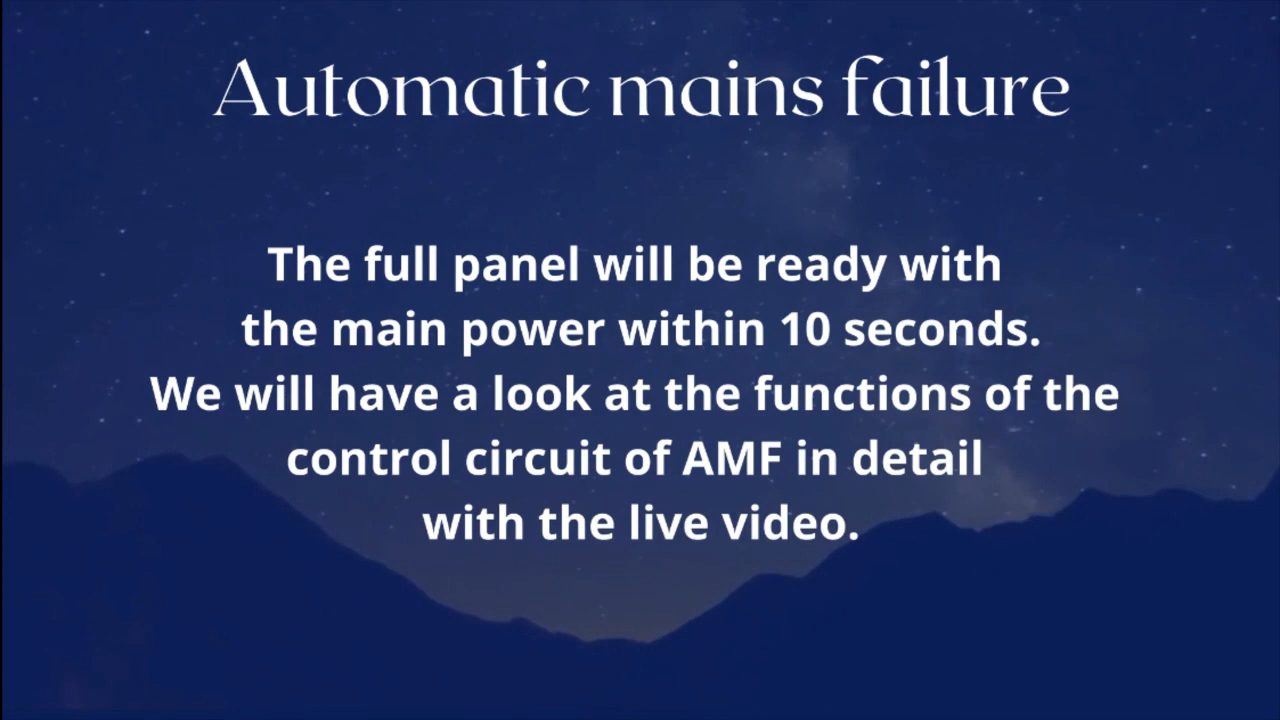 Automatic mains failure
The full panel will be ready with
the main power within 10 seconds.
We will have a look at the functions of the
control circuit of AMF in detail
with the live video.